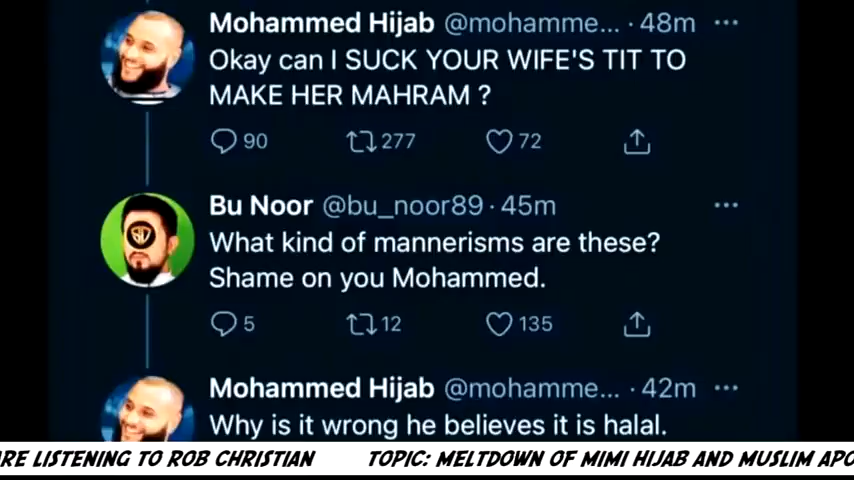 Mohammed Hijab @mohamme... · 48m ···
Okay can I SUCK YOUR WIFE'S TIT TO
MAKE HER MAHRAM ?
90 277 72
Bu Noor @bu_noor89 · 45m ···
What kind of mannerisms are these?
Shame on you Mohammed.
5 12 135
Mohammed Hijab @mohamme... · 42m ···
Why is it wrong he believes it is halal.
RE LISTENING TO ROB CHRISTIAN TOPIC: MELTDOWN OF MIMI HIJAB AND MUSLIM APO